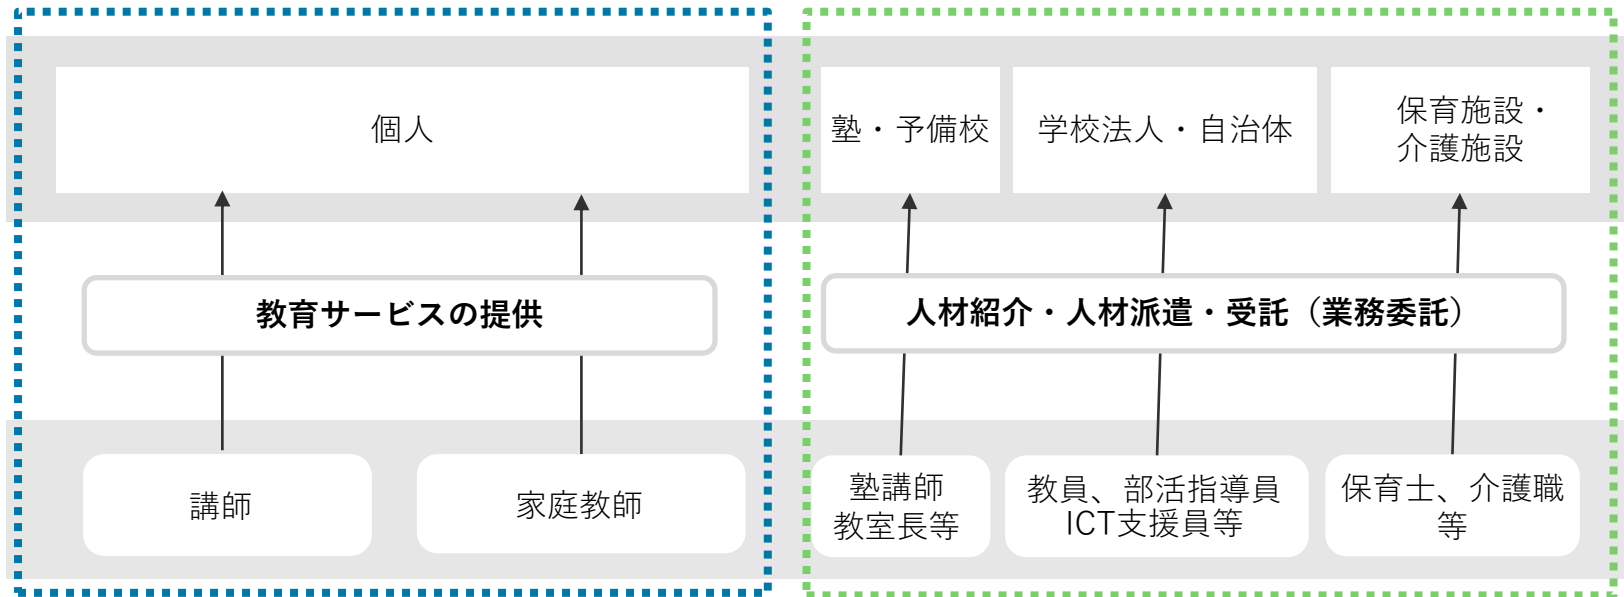 個人
塾・予備校
学校法人・自治体
保育施設・
介護施設
教育サービスの提供
人材紹介・人材派遣・受託（業務委託）
講師
家庭教師
塾講師
教室長等
教員、部活指導員
ICT支援員等
保育士、介護職
等